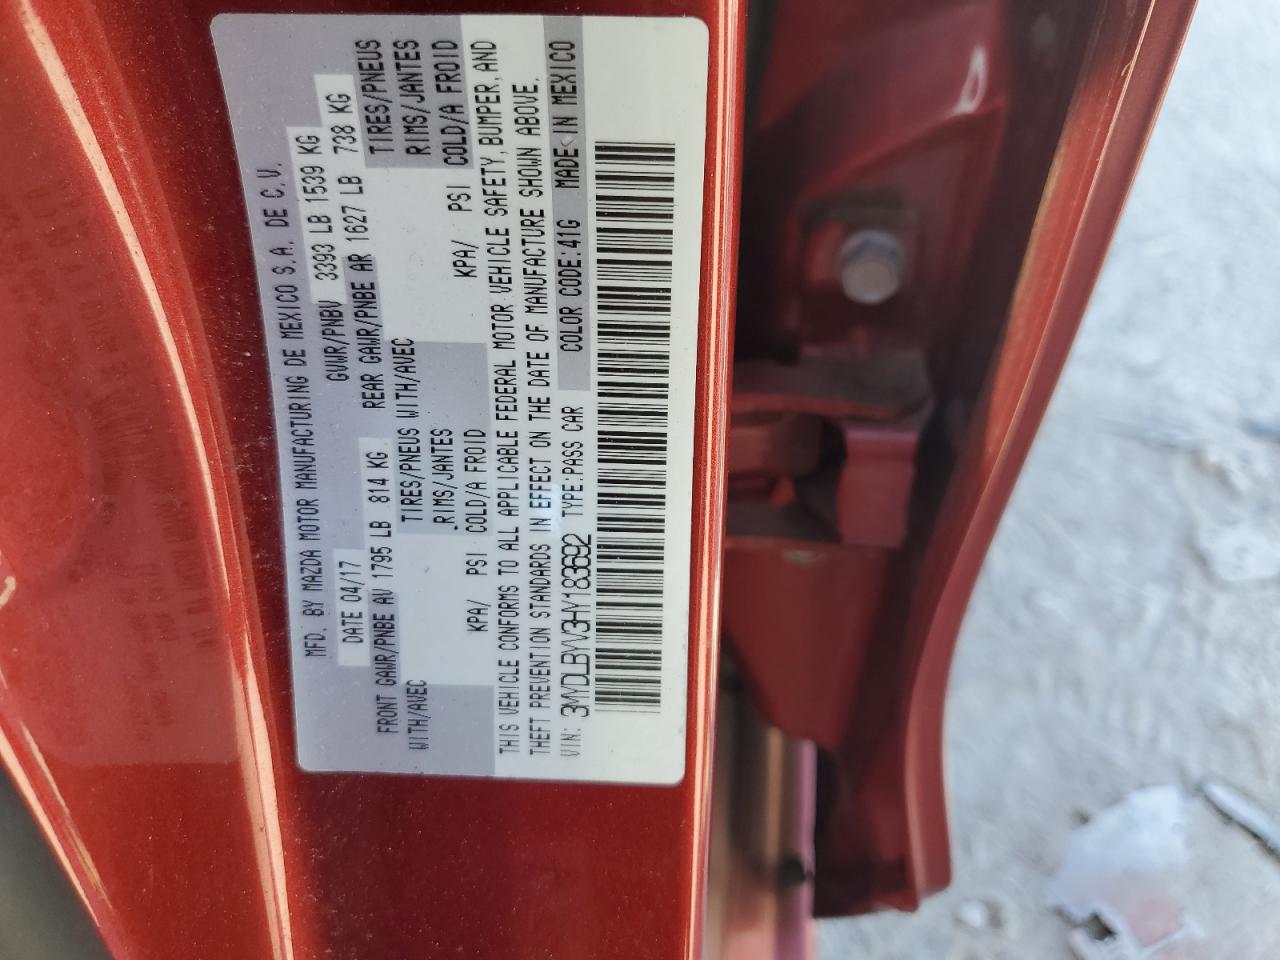 MFD. BY MAZDA MOTOR MANUFACTURING DE MEXICO S.A. DE C.V.
DATE 04/17 GVWR/PNBV 3393 LB 1539 KG
FRONT GAWR/PNBE AV 1795 LB 814 KG REAR GAWR/PNBE AR 1627 LB 738 KG
WITH/AVEC TIRES/PNEUS WITH/AVEC TIRES/PNEUS
RIMS/JANTES RIMS/JANTES
KPA/ PSI COLD/A FROID KPA/ PSI COLD/A FROID
THIS VEHICLE CONFORMS TO ALL APPLICABLE FEDERAL MOTOR VEHICLE SAFETY, BUMPER, AND
THEFT PREVENTION STANDARDS IN EFFECT ON THE DATE OF MANUFACTURE SHOWN ABOVE.
VIN: 3MYDLBYV3HY183692 TYPE:PASS CAR COLOR CODE:41G MADE IN MEXICO